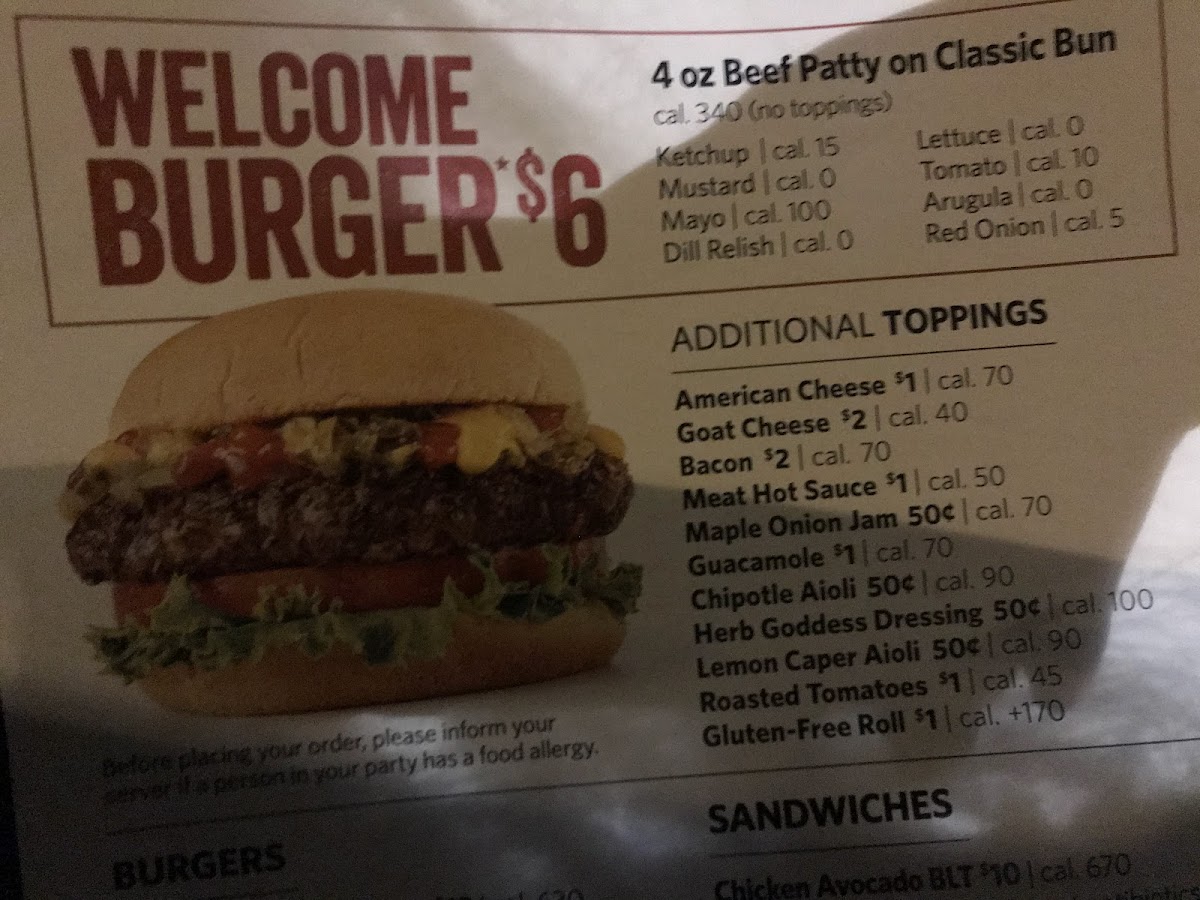 WELCOME
BURGER*$6
4 oz Beef Patty on Classic Bun
cal. 340 (no toppings)
Ketchup | cal. 15
Mustard | cal. 0
Mayo | cal. 100
Dill Relish | cal. 0
Lettuce | cal. 0
Tomato | cal. 10
Arugula | cal. 0
Red Onion | cal. 5
ADDITIONAL TOPPINGS
American Cheese $1 | cal. 70
Goat Cheese $2 | cal. 40
Bacon $2 | cal. 70
Meat Hot Sauce $1 | cal. 50
Maple Onion Jam 50¢ | cal. 70
Guacamole $1 | cal. 70
Chipotle Aioli 50¢ | cal. 90
Herb Goddess Dressing 50¢ | cal. 100
Lemon Caper Aioli 50¢ | cal. 90
Roasted Tomatoes $1 | cal. 45
Gluten-Free Roll $1 | cal. +170
Before placing your order, please inform your
server if a person in your party has a food allergy.
BURGERS
SANDWICHES
Chicken Avocado BLT $10 | cal. 670